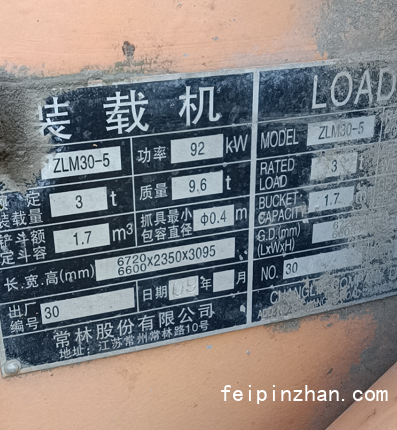 装载机
ZLM30-5 功率 92 kW
定 载量 3 t 质量 9.6 t
铲斗额 定斗容 1.7 m³ 抓具最小 包容直径 Φ0.4 m
长.宽.高(mm) 6720 6600 x2350x3095
出厂 编号 30 日期 年 月
常林股份有限公司
地址:江苏常州常林路10号
LOAD
MODEL ZLM30-5
RATED LOAD 3
BUCKET CAPACITY 1.7
G.D.(mm) (LxWxH)
NO. 30
feipinzhan.com